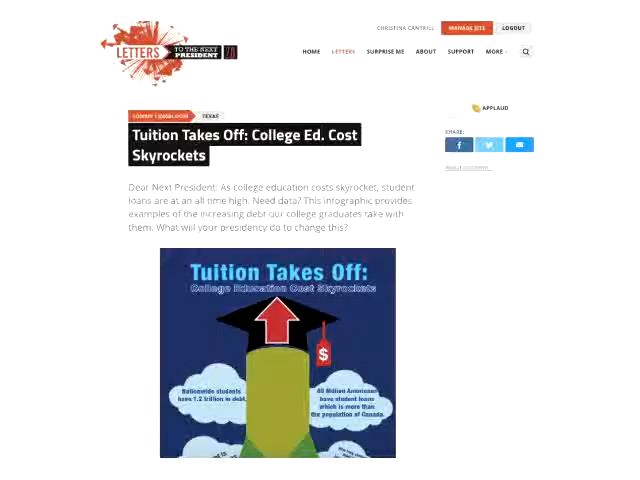 CHRISTINA CANTRILL
MANAGE SITE
LOGOUT
LETTERS TO THE NEXT PRESIDENT 2.0
HOME
LETTERS
SURPRISE ME
ABOUT
SUPPORT
MORE
TEXAS
APPLAUD
Tuition Takes Off: College Ed. Cost
Skyrockets
SHARE:
Dear Next President: As college education costs skyrocket, student
loans are at an all time high. Need data? This infographic provides
examples of the increasing debt our college graduates take with
them. What will your presidency do to change this?
Tuition Takes Off:
College Education Cost Skyrockets
$
Nationwide students
have 1.2 trillion in debt.
40 Million Americans
have student loans
which is more than
the population of Canada.